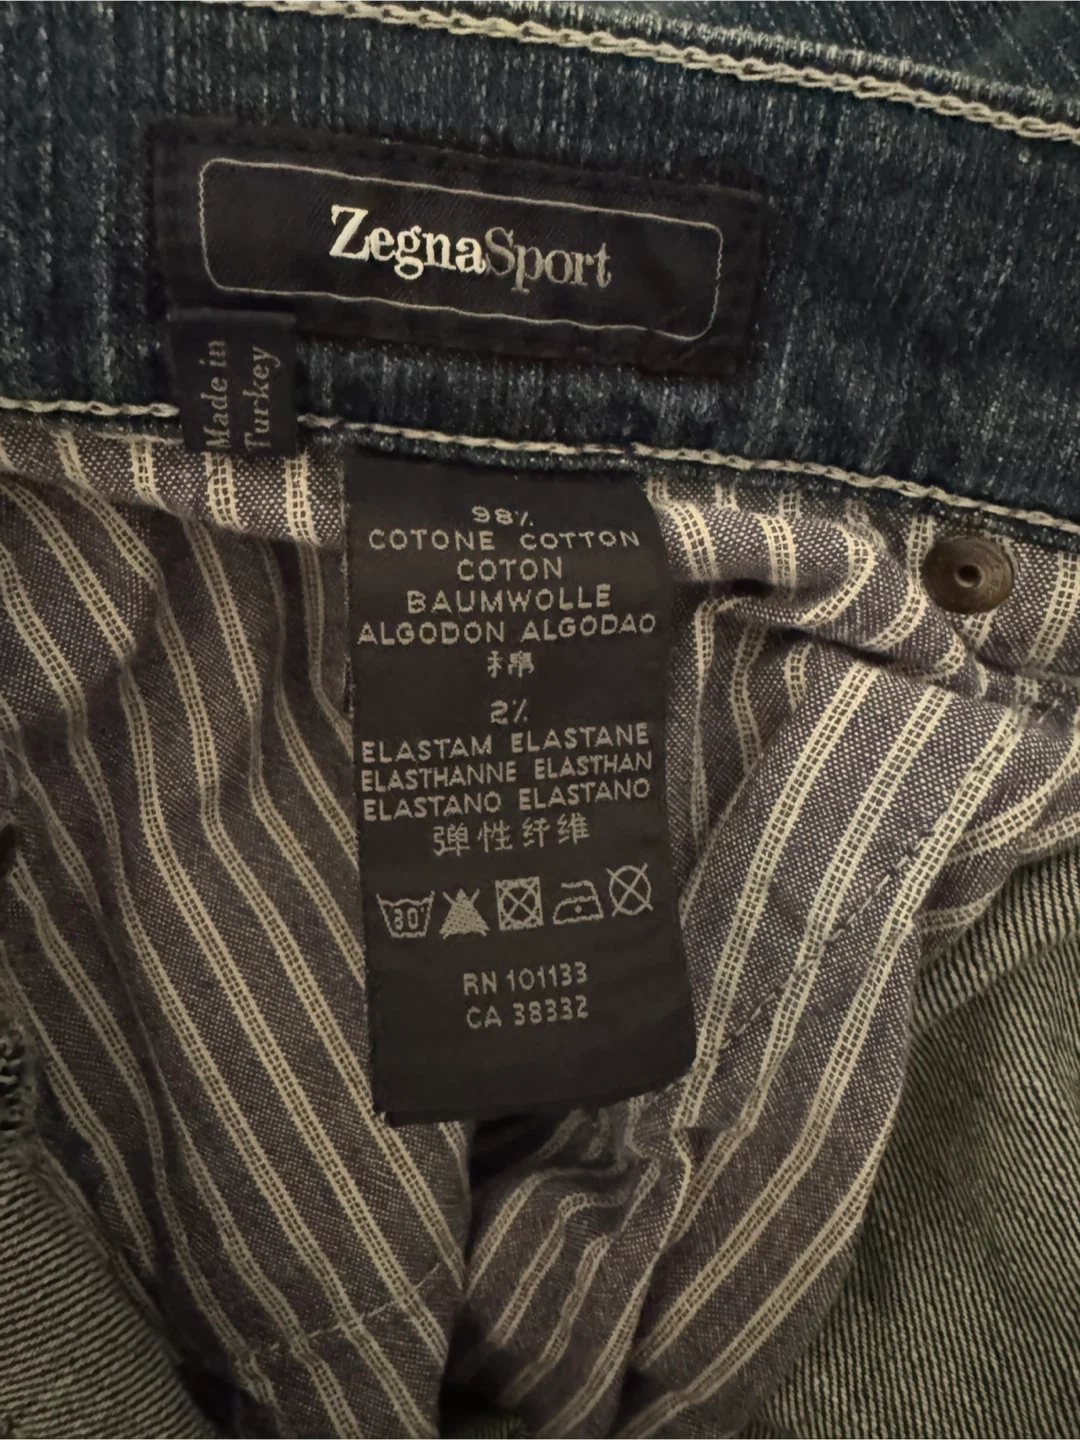 ZegnaSport
Made in
Turkey
98%
COTONE COTTON
COTON
BAUMWOLLE
ALGODON ALGODAO
棉
2%
ELASTAM ELASTANE
ELASTHANNE ELASTHAN
ELASTANO ELASTANO
弹性纤维
30°
RN 101133
CA 38332